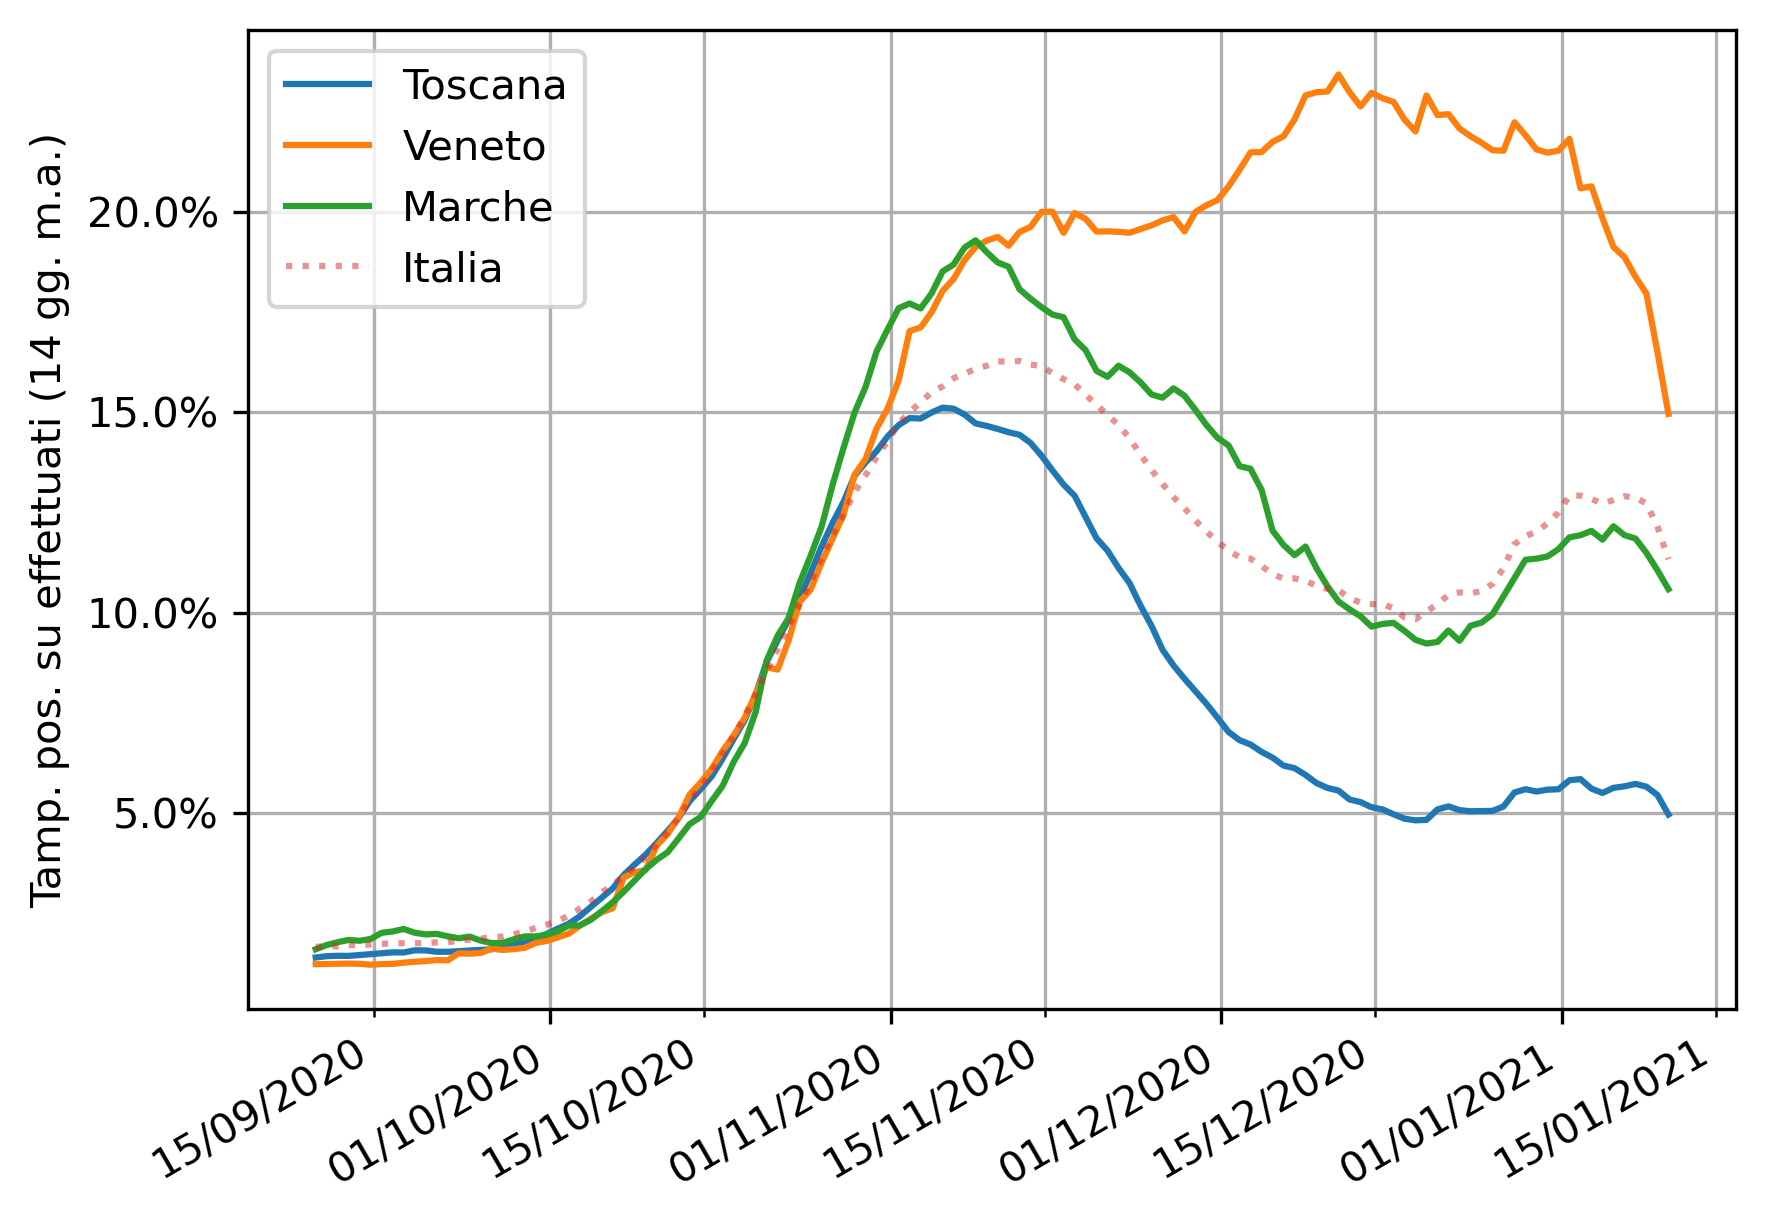 Toscana
Veneto
Marche
Italia
Tamp. pos. su effettuati (14 gg. m.a.)
20.0%
15.0%
10.0%
5.0%
15/09/2020
01/10/2020
15/10/2020
01/11/2020
15/11/2020
01/12/2020
15/12/2020
01/01/2021
15/01/2021